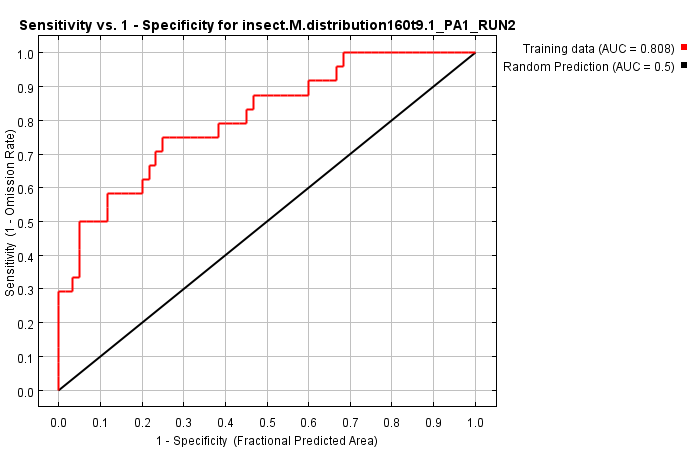 Sensitivity vs. 1 - Specificity for insect.M.distribution160t9.1_PA1_RUN2
Training data (AUC = 0.808)
Random Prediction (AUC = 0.5)
Sensitivity (1 - Omission Rate)
1.0
0.9
0.8
0.7
0.6
0.5
0.4
0.3
0.2
0.1
0.0
0.0 0.1 0.2 0.3 0.4 0.5 0.6 0.7 0.8 0.9 1.0
1 - Specificity (Fractional Predicted Area)